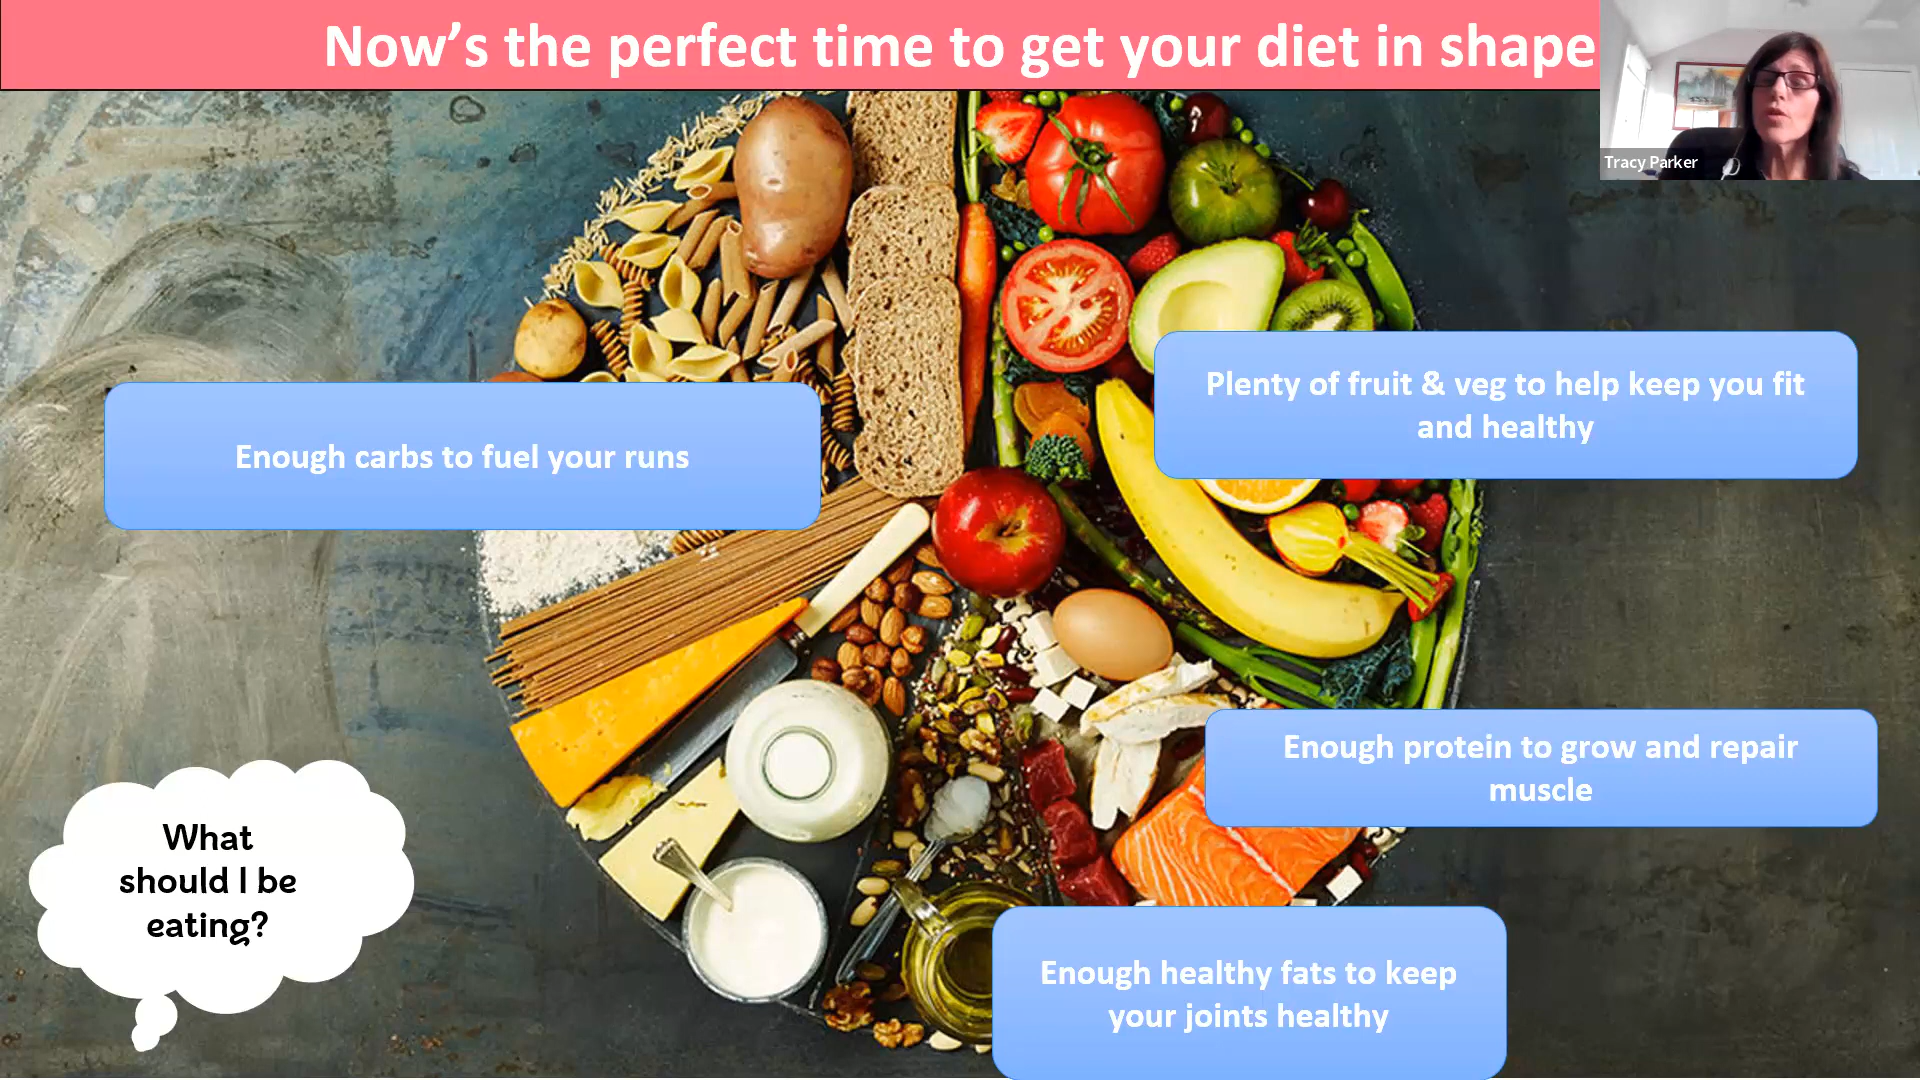 Now’s the perfect time to get your diet in shape
Tracy Parker
Plenty of fruit & veg to help keep you fit
and healthy
Enough carbs to fuel your runs
Enough protein to grow and repair
muscle
What
should I be
eating?
Enough healthy fats to keep
your joints healthy